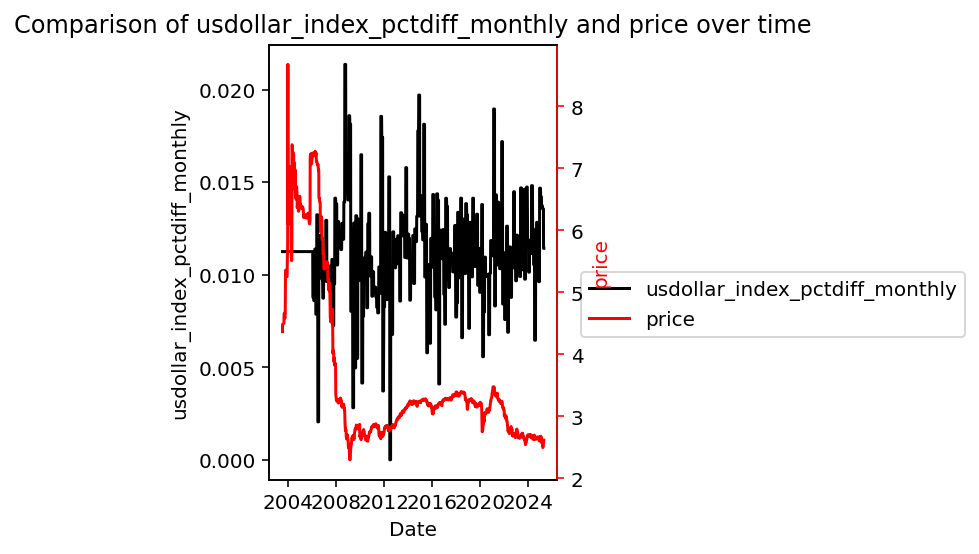 Comparison of usdollar_index_pctdiff_monthly and price over time
usdollar_index_pctdiff_monthly
0.020
0.015
0.010
0.005
0.000
8
7
6
5
4
3
2
price
usdollar_index_pctdiff_monthly
price
2004 2008 2012 2016 2020 2024
Date